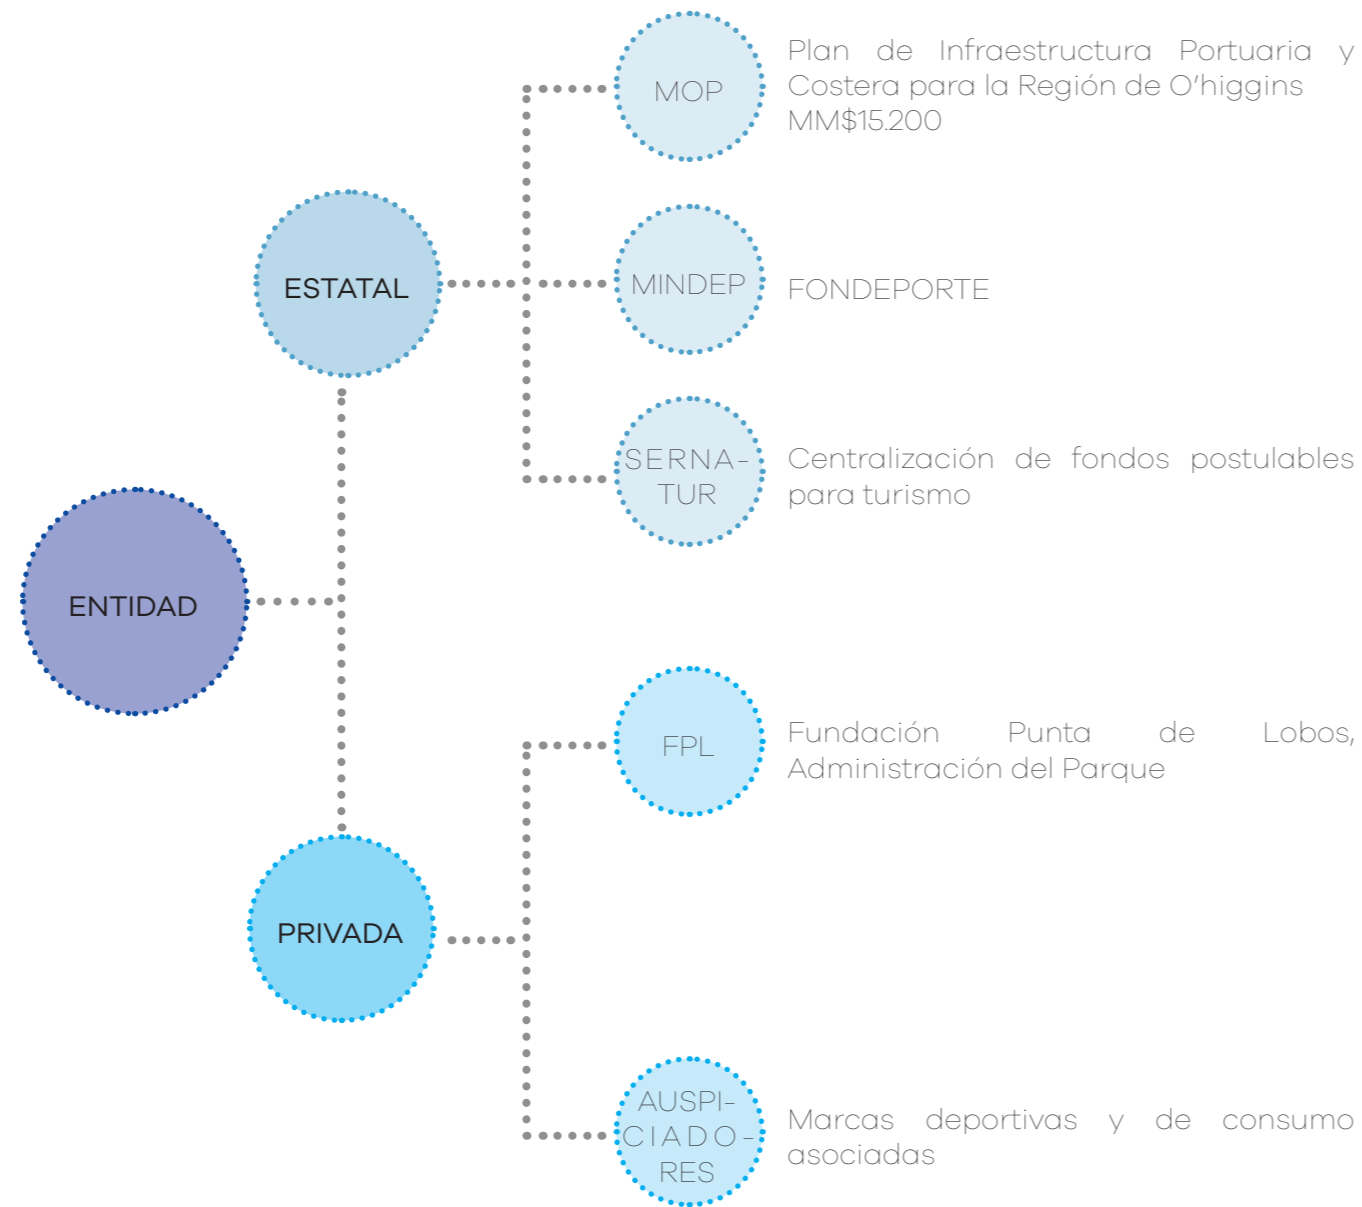 MOP
Plan de Infraestructura Portuaria y
Costera para la Región de O'higgins
MM$15.200
ESTATAL
MINDEP
FONDEPORTE
SERNA-
TUR
Centralización de fondos postulables
para turismo
ENTIDAD
FPL
Fundación Punta de Lobos,
Administración del Parque
PRIVADA
AUSPI-
CIADO-
RES
Marcas deportivas y de consumo
asociadas